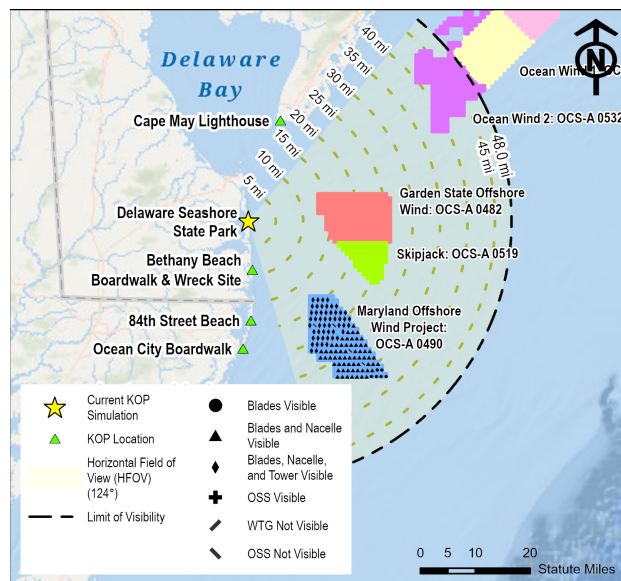 Delaware
Bay
40 mi
35 mi
30 mi
25 mi
20 mi
15 mi
10 mi
5 mi
N
Ocean Wind 1: OC
Ocean Wind 2: OCS-A 0532
48.0 mi
45 mi
Cape May Lighthouse
Garden State Offshore
Wind: OCS-A 0482
Delaware Seashore
State Park
Skipjack: OCS-A 0519
Bethany Beach
Boardwalk & Wreck Site
Maryland Offshore
Wind Project:
OCS-A 0490
84th Street Beach
Ocean City Boardwalk
Current KOP
Simulation
KOP Location
Horizontal Field of
View (HFOV)
(124°)
Limit of Visibility
Blades Visible
Blades and Nacelle
Visible
Blades, Nacelle,
and Tower Visible
OSS Visible
WTG Not Visible
OSS Not Visible
0 5 10 20
Statute Miles